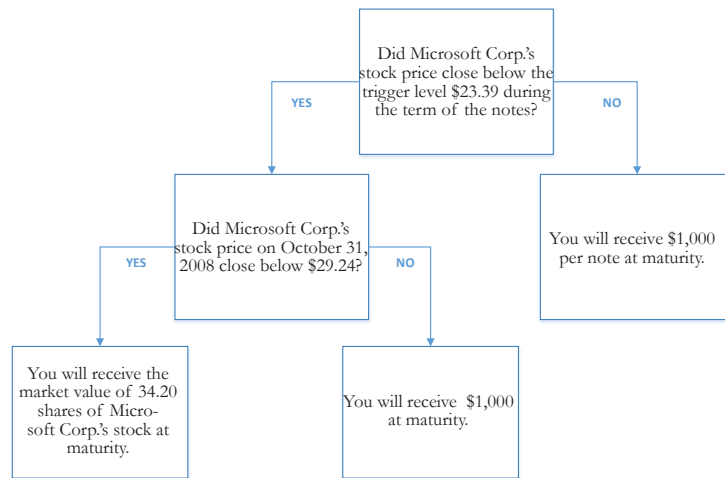 Did Microsoft Corp.'s
stock price close below the
trigger level $23.39 during
the term of the notes?
YES
NO
Did Microsoft Corp.'s
stock price on October 31,
2008 close below $29.24?
You will receive $1,000
per note at maturity.
YES
NO
You will receive the
market value of 34.20
shares of Micro-
soft Corp.'s stock at
maturity.
You will receive $1,000
at maturity.